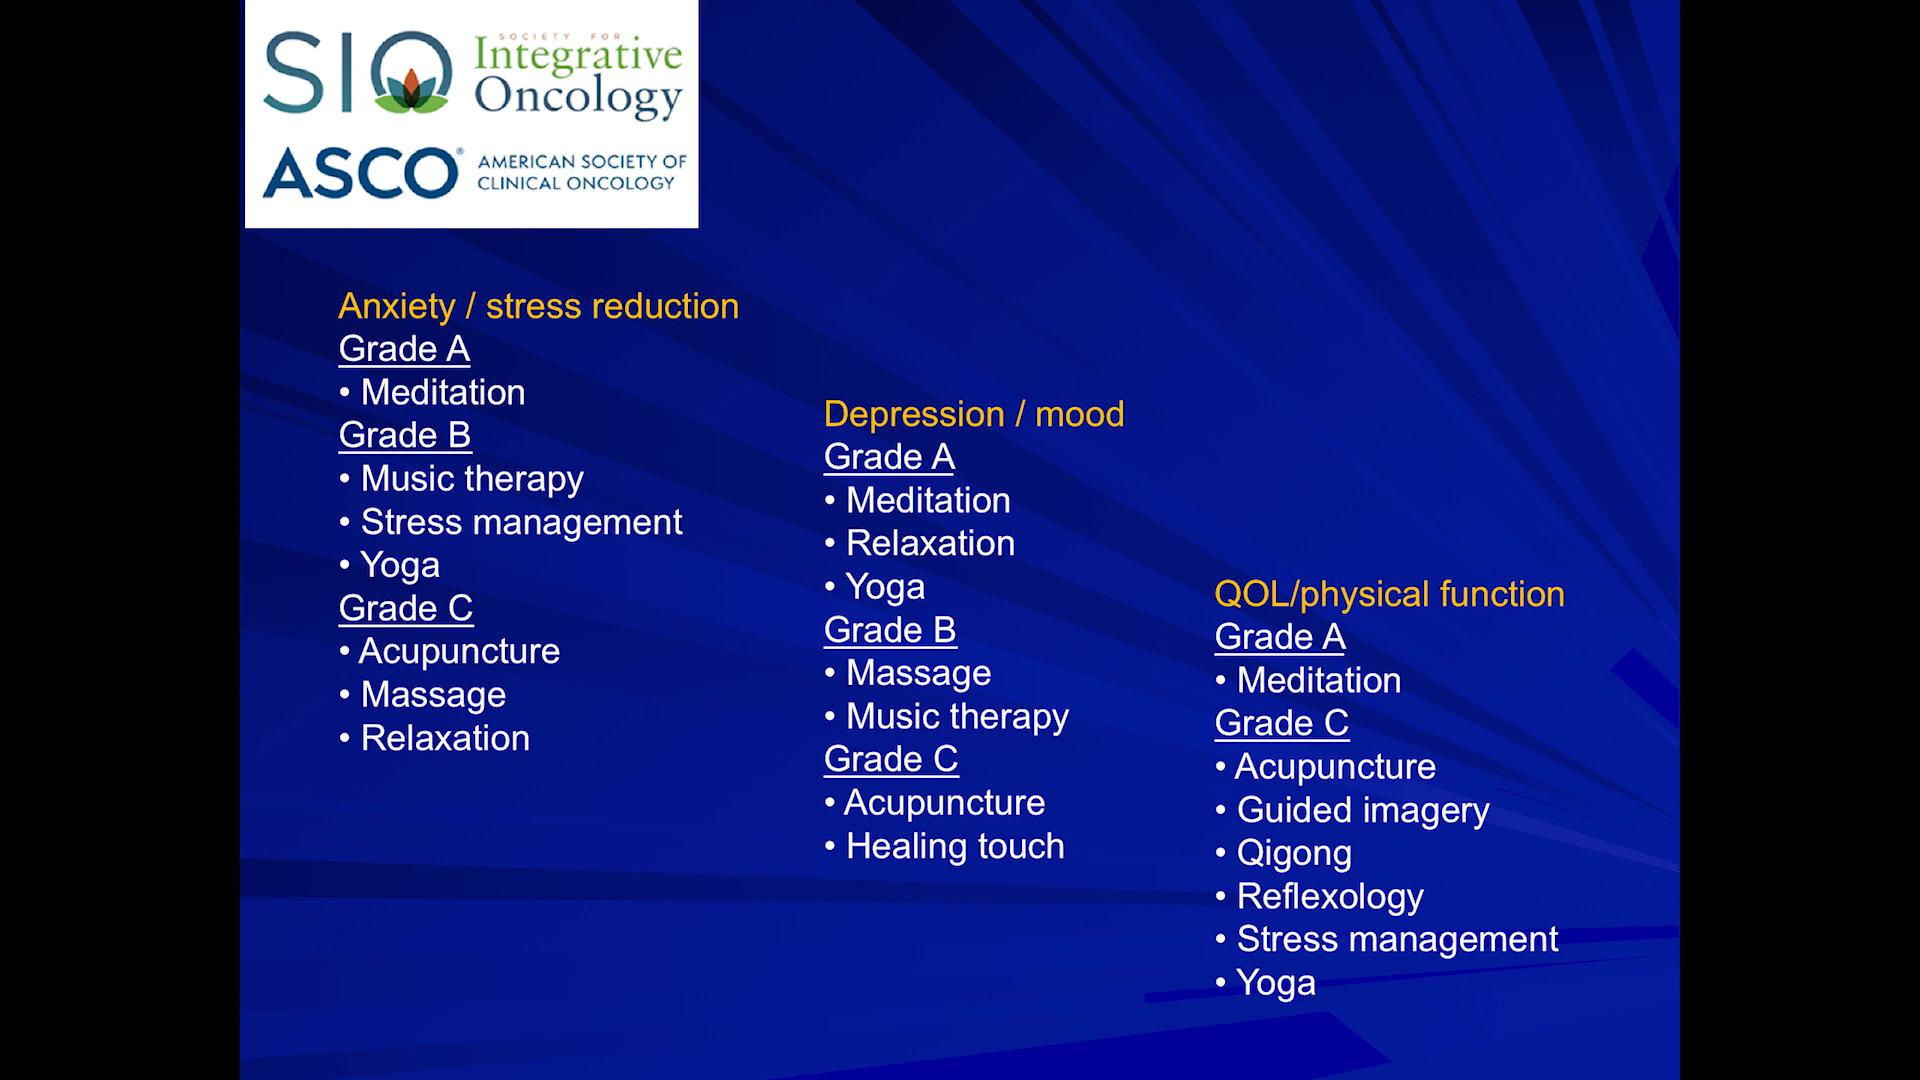 SIO
SOCIETY FOR
Integrative
Oncology
ASCO®
AMERICAN SOCIETY OF
CLINICAL ONCOLOGY
Anxiety / stress reduction
Grade A
• Meditation
Grade B
• Music therapy
• Stress management
• Yoga
Grade C
• Acupuncture
• Massage
• Relaxation
Depression / mood
Grade A
• Meditation
• Relaxation
• Yoga
Grade B
• Massage
• Music therapy
Grade C
• Acupuncture
• Healing touch
QOL/physical function
Grade A
• Meditation
Grade C
• Acupuncture
• Guided imagery
• Qigong
• Reflexology
• Stress management
• Yoga